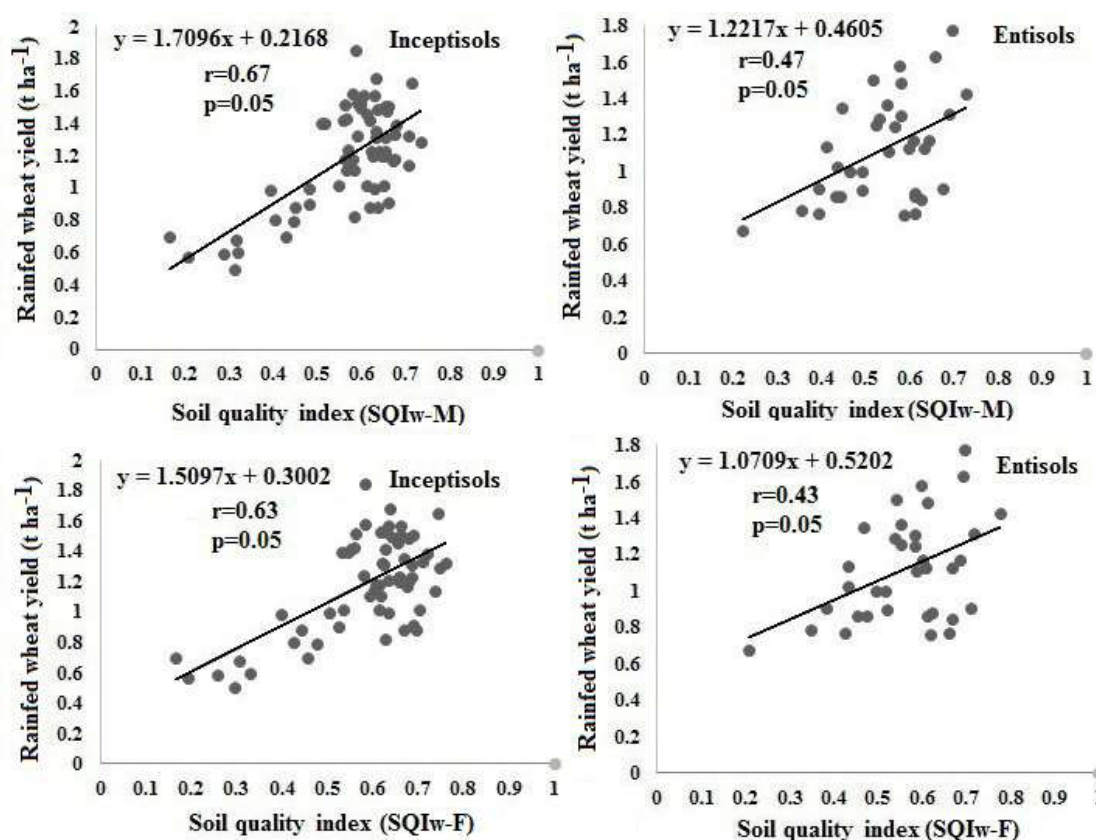 y = 1.7096x + 0.2168
r=0.67
p=0.05
Inceptisols
Rainfed wheat yield (t ha⁻¹)
2
1.8
1.6
1.4
1.2
1
0.8
0.6
0.4
0.2
0
0 0.1 0.2 0.3 0.4 0.5 0.6 0.7 0.8 0.9 1
Soil quality index (SQIw-M)
y = 1.2217x + 0.4605
r=0.47
p=0.05
Entisols
Rainfed wheat yield (t ha⁻¹)
1.8
1.6
1.4
1.2
1
0.8
0.6
0.4
0.2
0
0 0.1 0.2 0.3 0.4 0.5 0.6 0.7 0.8 0.9 1
Soil quality index (SQIw-M)
y = 1.5097x + 0.3002
r=0.63
p=0.05
Inceptisols
Rainfed wheat yield (t ha⁻¹)
2
1.8
1.6
1.4
1.2
1
0.8
0.6
0.4
0.2
0
0 0.1 0.2 0.3 0.4 0.5 0.6 0.7 0.8 0.9 1
Soil quality index (SQIw-F)
y = 1.0709x + 0.5202
r=0.43
p=0.05
Entisols
Rainfed wheat yield (t ha⁻¹)
1.8
1.6
1.4
1.2
1
0.8
0.6
0.4
0.2
0
0 0.1 0.2 0.3 0.4 0.5 0.6 0.7 0.8 0.9
Soil quality index (SQIw-F)